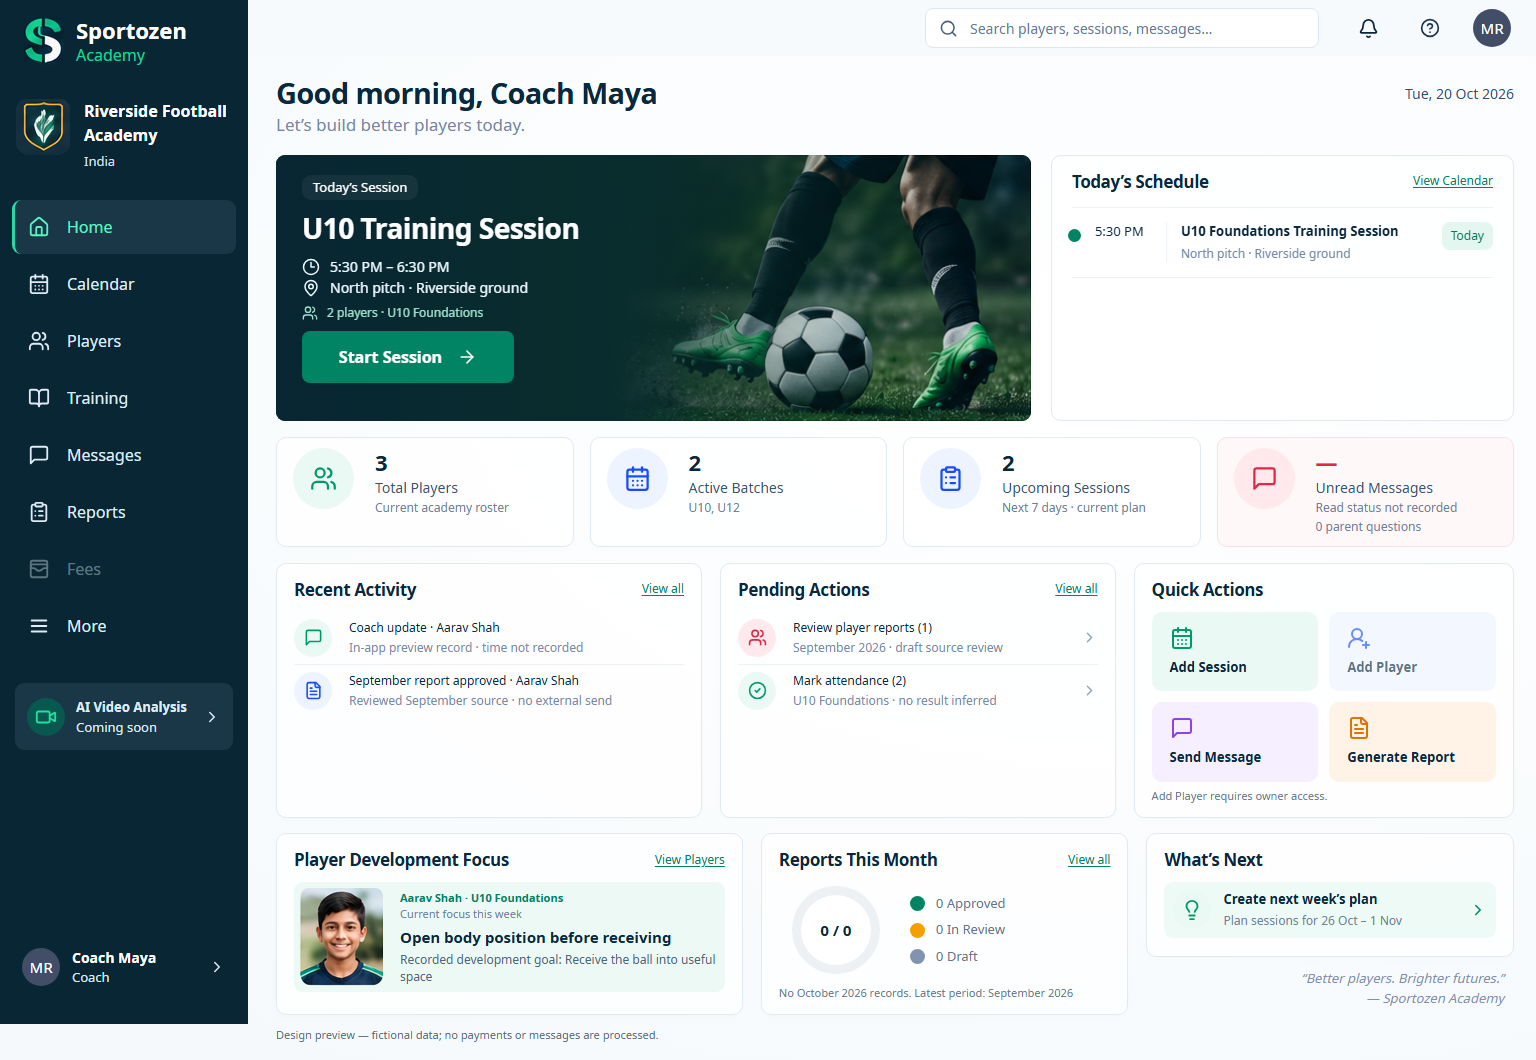 Sportozen
Academy
Riverside Football
Academy
India
Home
Calendar
Players
Training
Messages
Reports
Fees
More
AI Video Analysis
Coming soon
MR
Coach Maya
Coach
Search players, sessions, messages...
MR
Good morning, Coach Maya
Let’s build better players today.
Tue, 20 Oct 2026
Today’s Session
U10 Training Session
5:30 PM – 6:30 PM
North pitch · Riverside ground
2 players · U10 Foundations
Start Session
Today’s Schedule
View Calendar
5:30 PM
U10 Foundations Training Session
North pitch · Riverside ground
Today
3
Total Players
Current academy roster
2
Active Batches
U10, U12
2
Upcoming Sessions
Next 7 days · current plan
—
Unread Messages
Read status not recorded
0 parent questions
Recent Activity
View all
Coach update · Aarav Shah
In-app preview record · time not recorded
September report approved · Aarav Shah
Reviewed September source · no external send
Pending Actions
View all
Review player reports (1)
September 2026 · draft source review
Mark attendance (2)
U10 Foundations · no result inferred
Quick Actions
Add Session
Add Player
Send Message
Generate Report
Add Player requires owner access.
Player Development Focus
View Players
Aarav Shah · U10 Foundations
Current focus this week
Open body position before receiving
Recorded development goal: Receive the ball into useful
space
Reports This Month
View all
0 / 0
0 Approved
0 In Review
0 Draft
No October 2026 records. Latest period: September 2026
What’s Next
Create next week’s plan
Plan sessions for 26 Oct – 1 Nov
“Better players. Brighter futures.”
— Sportozen Academy
Design preview — fictional data; no payments or messages are processed.